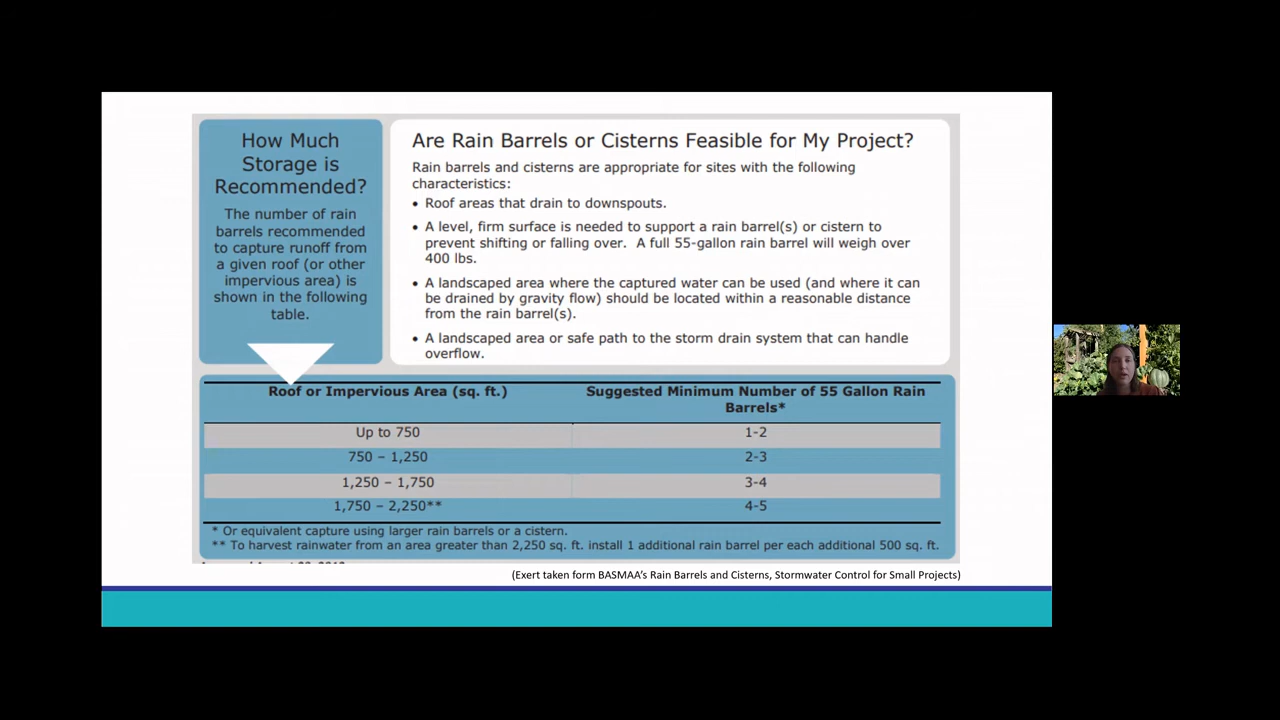 How Much
Storage is
Recommended?
The number of rain
barrels recommended
to capture runoff from
a given roof (or other
impervious area) is
shown in the following
table.
Are Rain Barrels or Cisterns Feasible for My Project?
Rain barrels and cisterns are appropriate for sites with the following
characteristics:
• Roof areas that drain to downspouts.
• A level, firm surface is needed to support a rain barrel(s) or cistern to
prevent shifting or falling over. A full 55-gallon rain barrel will weigh over
400 lbs.
• A landscaped area where the captured water can be used (and where it can
be drained by gravity flow) should be located within a reasonable distance
from the rain barrel(s).
• A landscaped area or safe path to the storm drain system that can handle
overflow.
Roof or Impervious Area (sq. ft.) Suggested Minimum Number of 55 Gallon Rain
Barrels*
Up to 750 1-2
750 – 1,250 2-3
1,250 – 1,750 3-4
1,750 – 2,250** 4-5
* Or equivalent capture using larger rain barrels or a cistern.
** To harvest rainwater from an area greater than 2,250 sq. ft. install 1 additional rain barrel per each additional 500 sq. ft.
(Exert taken form BASMAA's Rain Barrels and Cisterns, Stormwater Control for Small Projects)